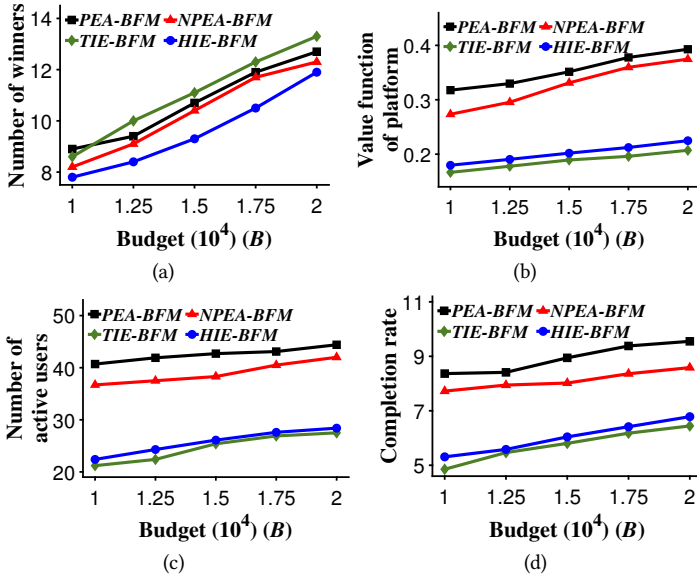 14
12
10
8
Number of winners
PEA-BFM NPEA-BFM
TIE-BFM HIE-BFM
1 1.25 1.5 1.75 2
Budget (10^4) (B)
(a)
0.4
0.3
0.2
Value function
of platform
PEA-BFM NPEA-BFM
TIE-BFM HIE-BFM
1 1.25 1.5 1.75 2
Budget (10^4) (B)
(b)
50
40
30
20
Number of
active users
PEA-BFM NPEA-BFM
TIE-BFM HIE-BFM
1 1.25 1.5 1.75 2
Budget (10^4) (B)
(c)
11
9
7
5
Completion rate
PEA-BFM NPEA-BFM
TIE-BFM HIE-BFM
1 1.25 1.5 1.75 2
Budget (10^4) (B)
(d)